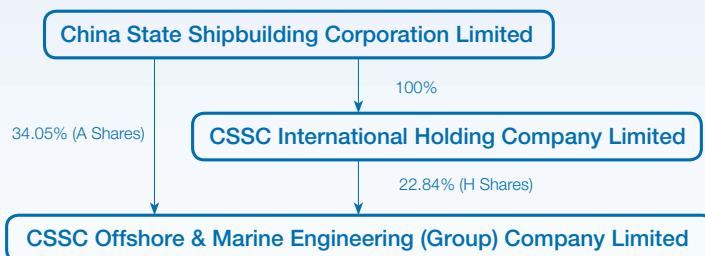 China State Shipbuilding Corporation Limited
100%
34.05% (A Shares)
CSSC International Holding Company Limited
22.84% (H Shares)
CSSC Offshore & Marine Engineering (Group) Company Limited